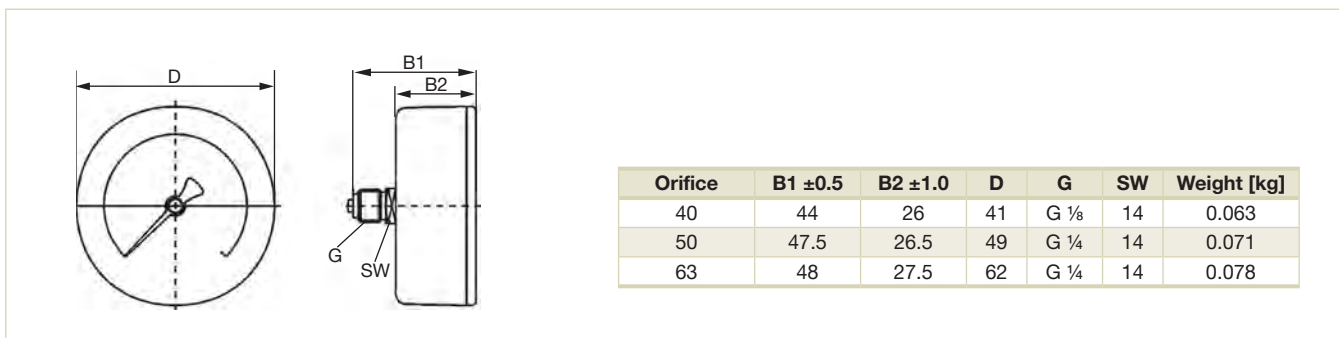 D
B1
B2
G
SW
Orifice B1 ±0.5 B2 ±1.0 D G SW Weight [kg]
40 44 26 41 G ⅛ 14 0.063
50 47.5 26.5 49 G ¼ 14 0.071
63 48 27.5 62 G ¼ 14 0.078